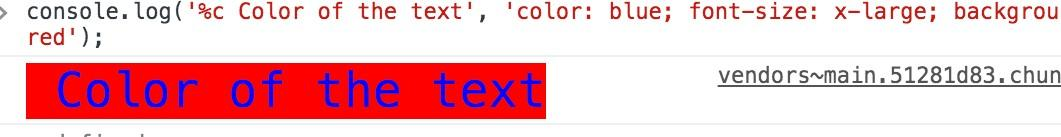 console.log('%c Color of the text', 'color: blue; font-size: x-large; backgrou
red');
Color of the text
vendors~main.51281d83.chun